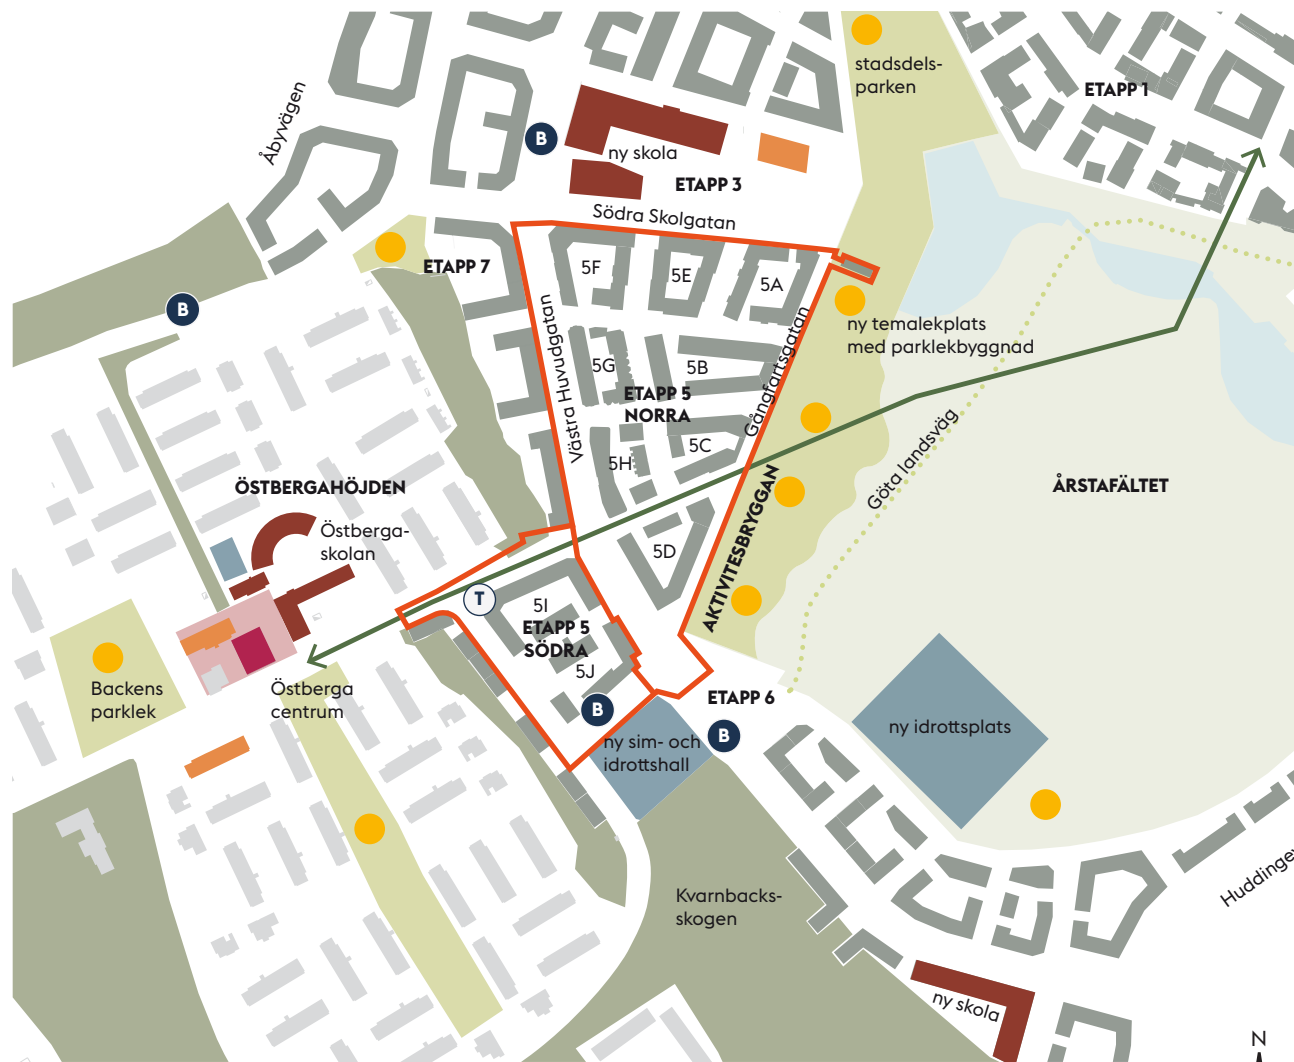 stadsdels-
parken
ETAPP 1
Åbyvägen
B
ny skola
ETAPP 3
Södra Skolgatan
ETAPP 7
5F
5E
5A
B
Västra Huvudgatan
Gångfartsgatan
ny temalekplats
med parklekbyggnad
5G
5B
ETAPP 5
NORRA
5C
5H
Göta landsväg
ÖSTBERGAHÖJDEN
ÅRSTAFÄLTET
AKTIVITESBRYGGAN
Östberga-
skolan
5D
T
5I
ETAPP 5
SÖDRA
5J
Backens
parklek
Östberga
centrum
B
ETAPP 6
B
ny sim- och
idrottshall
ny idrottsplats
Kvarnbacks-
skogen
ny skola
N